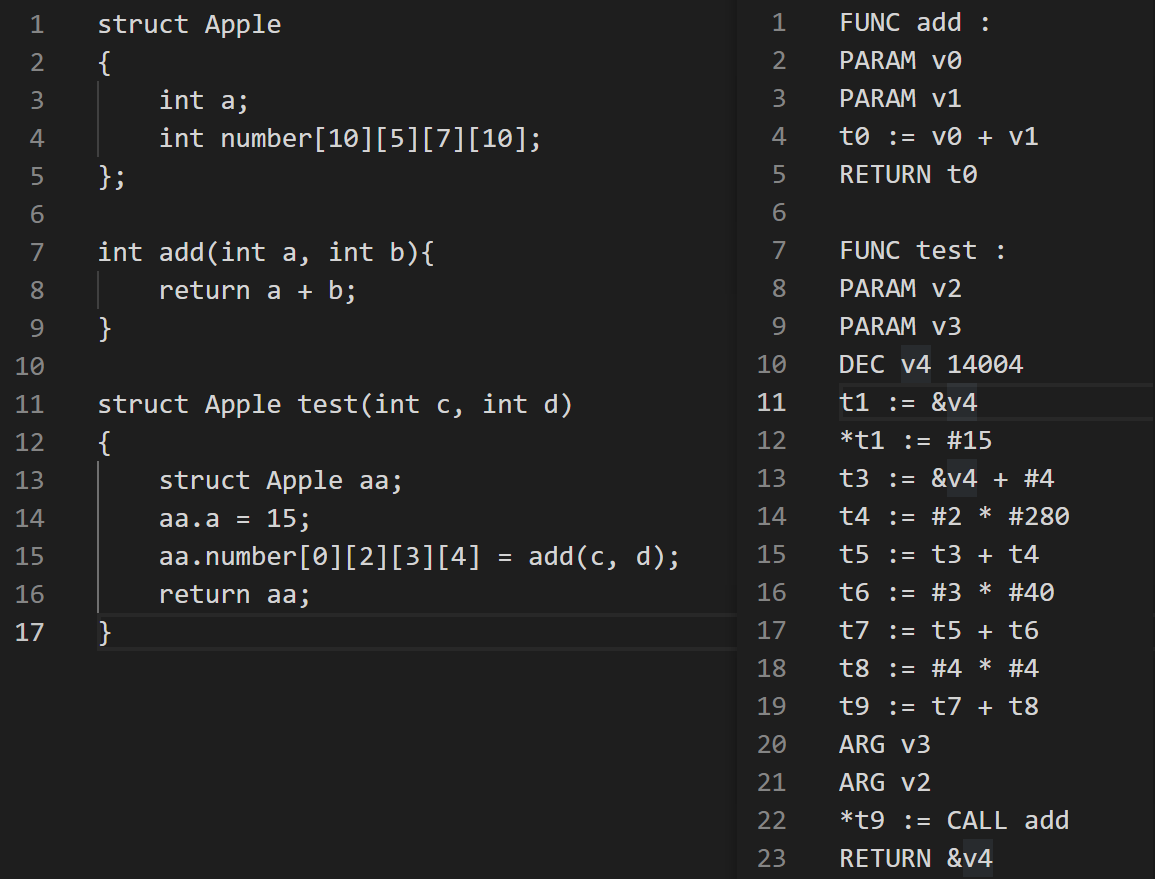 1 struct Apple
2 {
3 int a;
4 int number[10][5][7][10];
5 };
6
7 int add(int a, int b){
8 return a + b;
9 }
10
11 struct Apple test(int c, int d)
12 {
13 struct Apple aa;
14 aa.a = 15;
15 aa.number[0][2][3][4] = add(c, d);
16 return aa;
17 }
1 FUNC add :
2 PARAM v0
3 PARAM v1
4 t0 := v0 + v1
5 RETURN t0
6
7 FUNC test :
8 PARAM v2
9 PARAM v3
10 DEC v4 14004
11 t1 := &v4
12 *t1 := #15
13 t3 := &v4 + #4
14 t4 := #2 * #280
15 t5 := t3 + t4
16 t6 := #3 * #40
17 t7 := t5 + t6
18 t8 := #4 * #4
19 t9 := t7 + t8
20 ARG v3
21 ARG v2
22 *t9 := CALL add
23 RETURN &v4